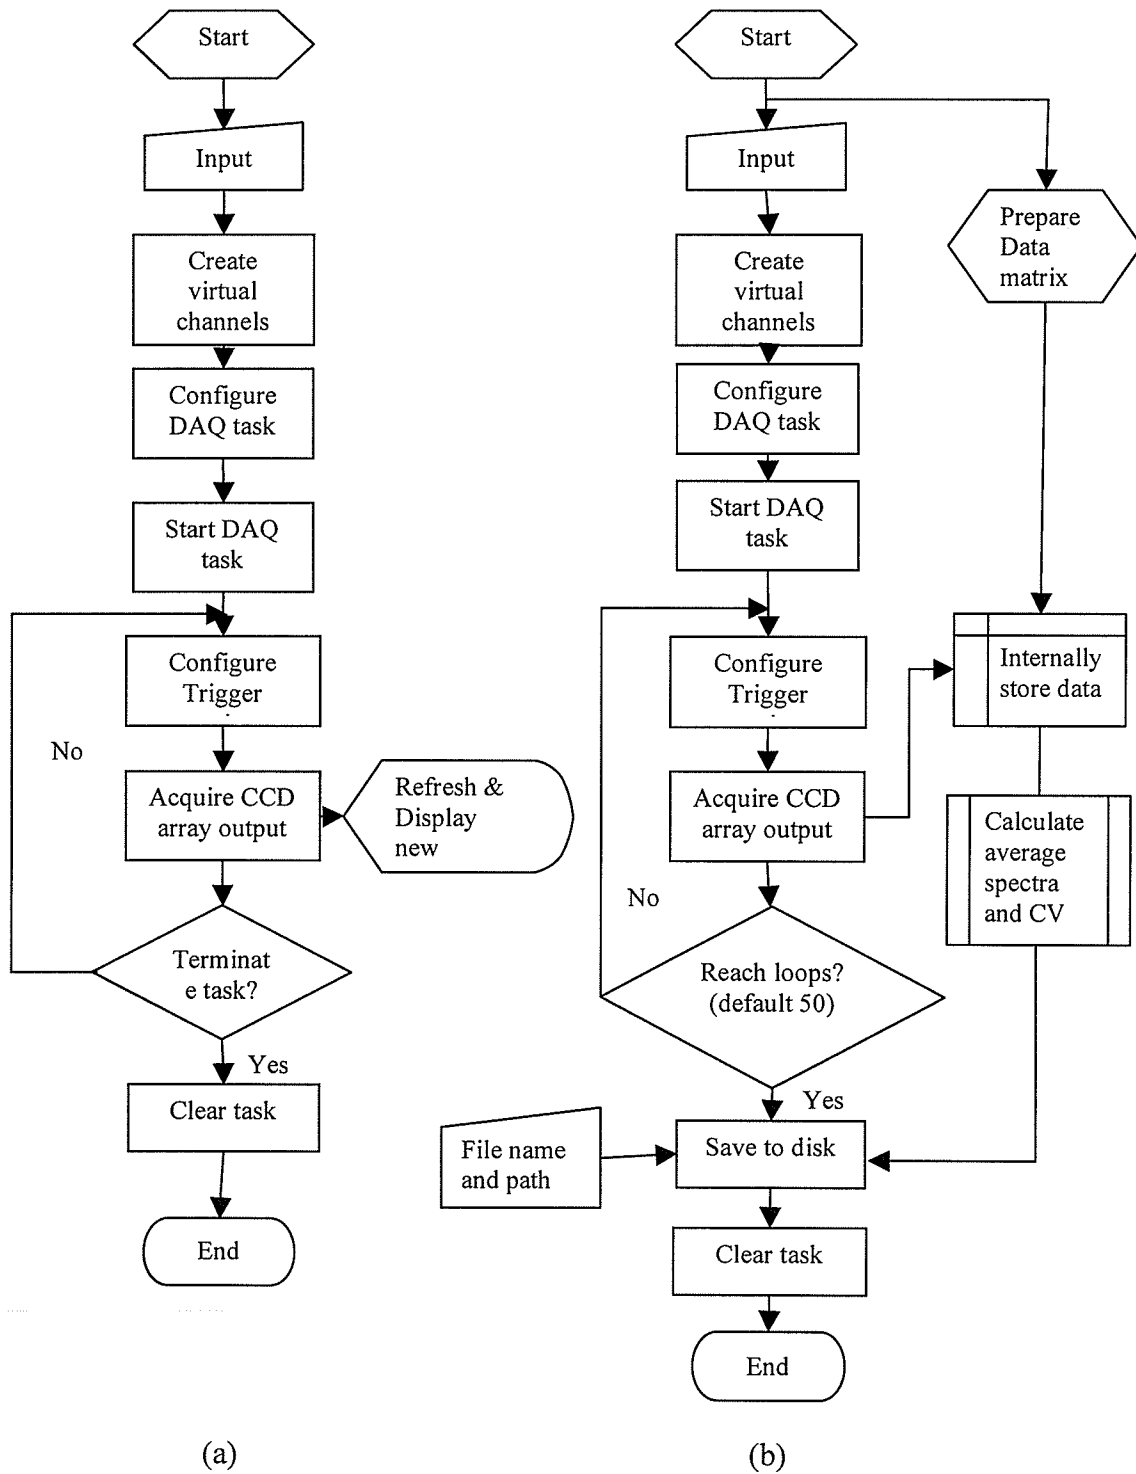 Start
Input
Create
virtual
channels
Configure
DAQ task
Start DAQ
task
Configure
Trigger
No
Acquire CCD
array output
Refresh &
Display
new
Terminat
e task?
Yes
Clear task
End
(a)
Start
Input
Prepare
Data
matrix
Create
virtual
channels
Configure
DAQ task
Start DAQ
task
Configure
Trigger
Internally
store data
Acquire CCD
array output
Calculate
average
spectra
and CV
No
Reach loops?
(default 50)
Yes
File name
and path
Save to disk
Clear task
End
(b)